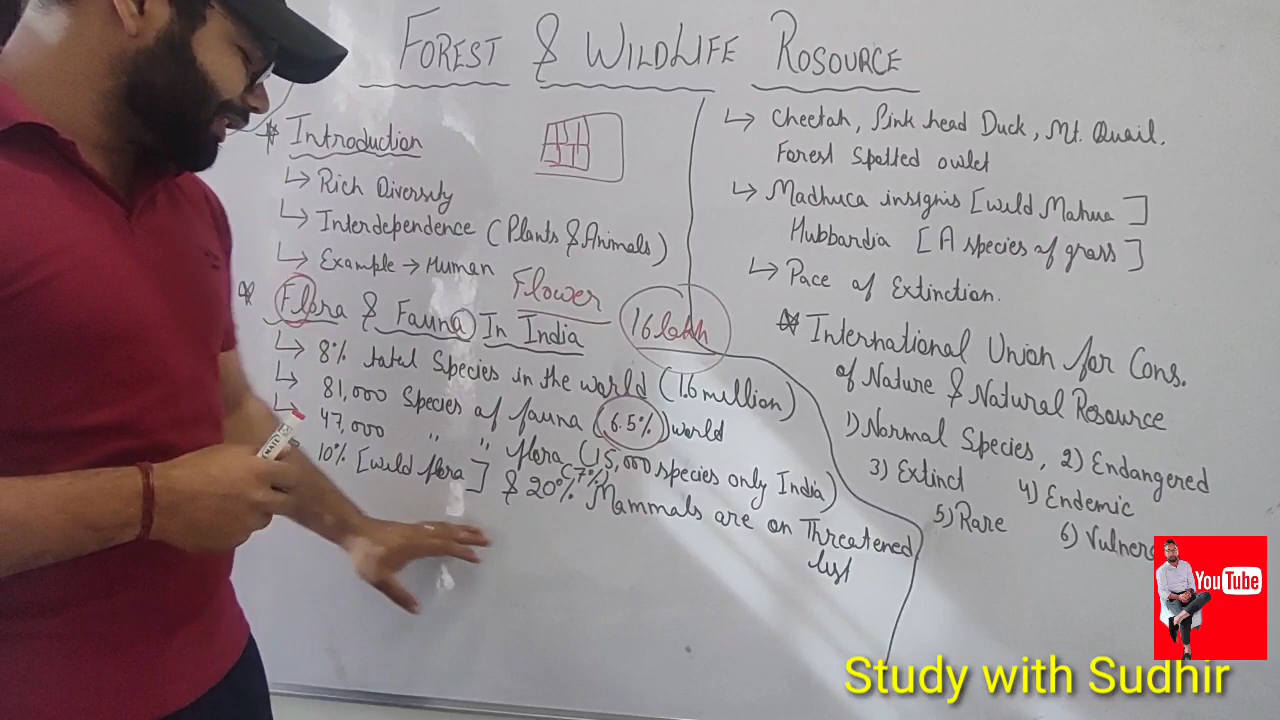 FOREST & WILDLIFE ROSOURCE
* Introduction
↳ Rich Diversity
↳ Interdependence (Plants & Animals)
↳ Example → Human
Flower
* Flora & Fauna In India
16 lakh
↳ 8% total Species in the world (1.6 million)
↳ 81,000 Species of fauna (6.5%) world
↳ 47,000 " " flora (15,000 species only India)
(7%)
10% [wild flora] & 20% Mammals are on Threatened
list
↳ Cheetah, Pink head Duck, Mt. Quail,
Forest Spotted owlet
↳ Madhuca insignis [wild Mahua]
Hubbardia [A species of grass]
↳ Pace of Extinction.
* International Union for Cons.
of Nature & Natural Resource
1) Normal Species, 2) Endangered
3) Extinct 4) Endemic
5) Rare 6) Vulner
YouTube
Study with Sudhir